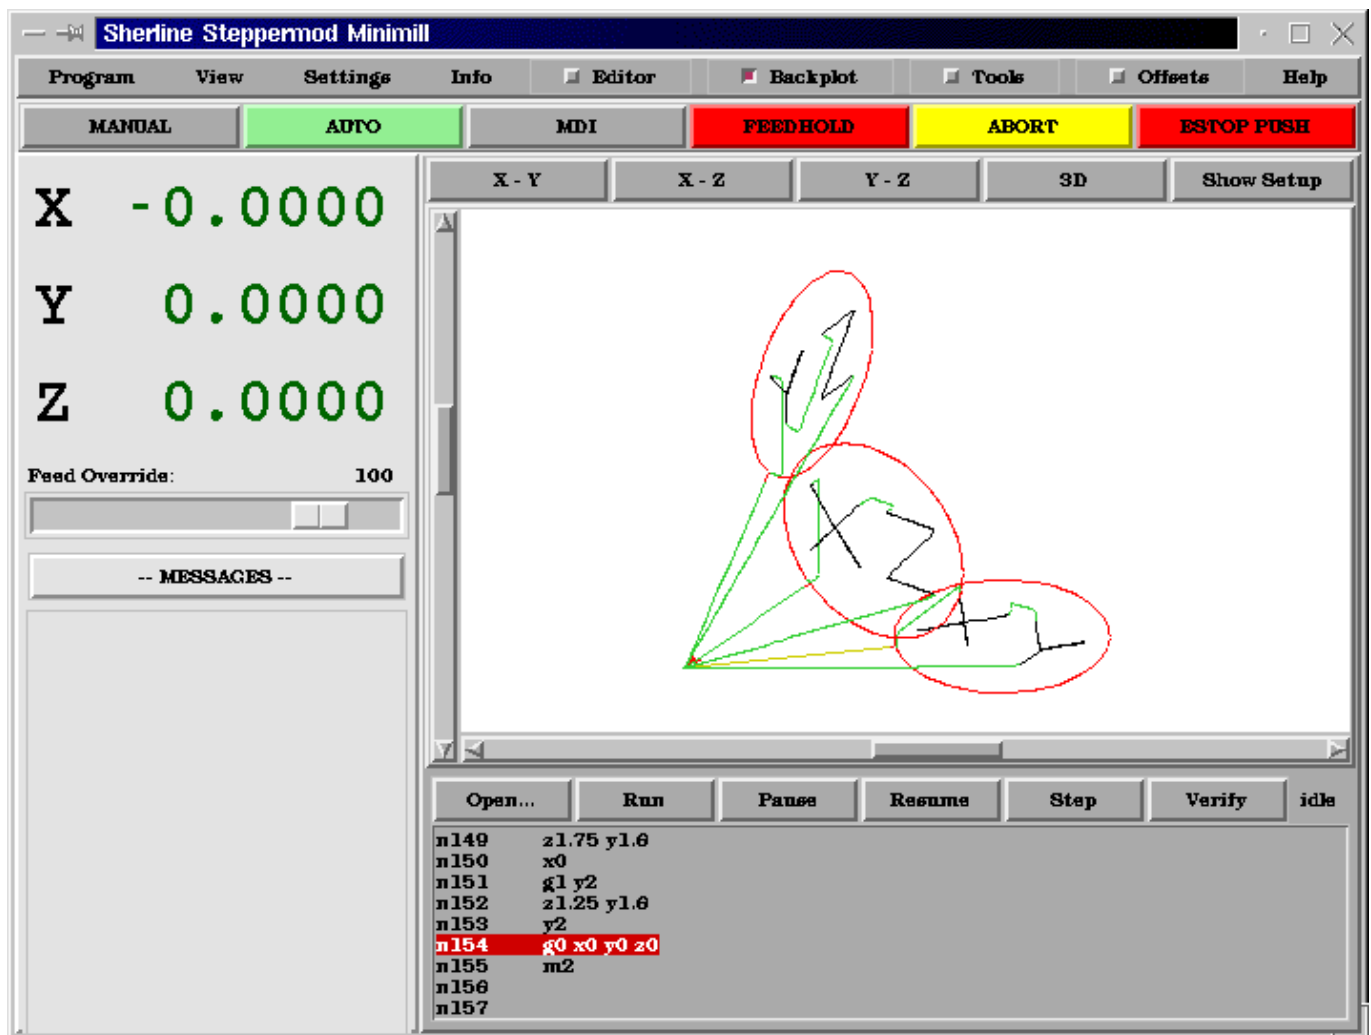 Sherline Steppermod Minimill
Program View Settings Info Editor Backplot Tools Offsets Help
MANUAL AUTO MDI FEEDHOLD ABORT ESTOP PUSH
X - Y X - Z Y - Z 3D Show Setup
X -0.0000
Y 0.0000
Z 0.0000
Feed Override: 100
-- MESSAGES --
YZ
XZ
XY
Open... Run Pause Resume Step Verify idle
n149 z1.75 y1.6
n150 x0
n151 g1 y2
n152 z1.25 y1.6
n153 y2
n154 g0 x0 y0 z0
n155 m2
n156
n157